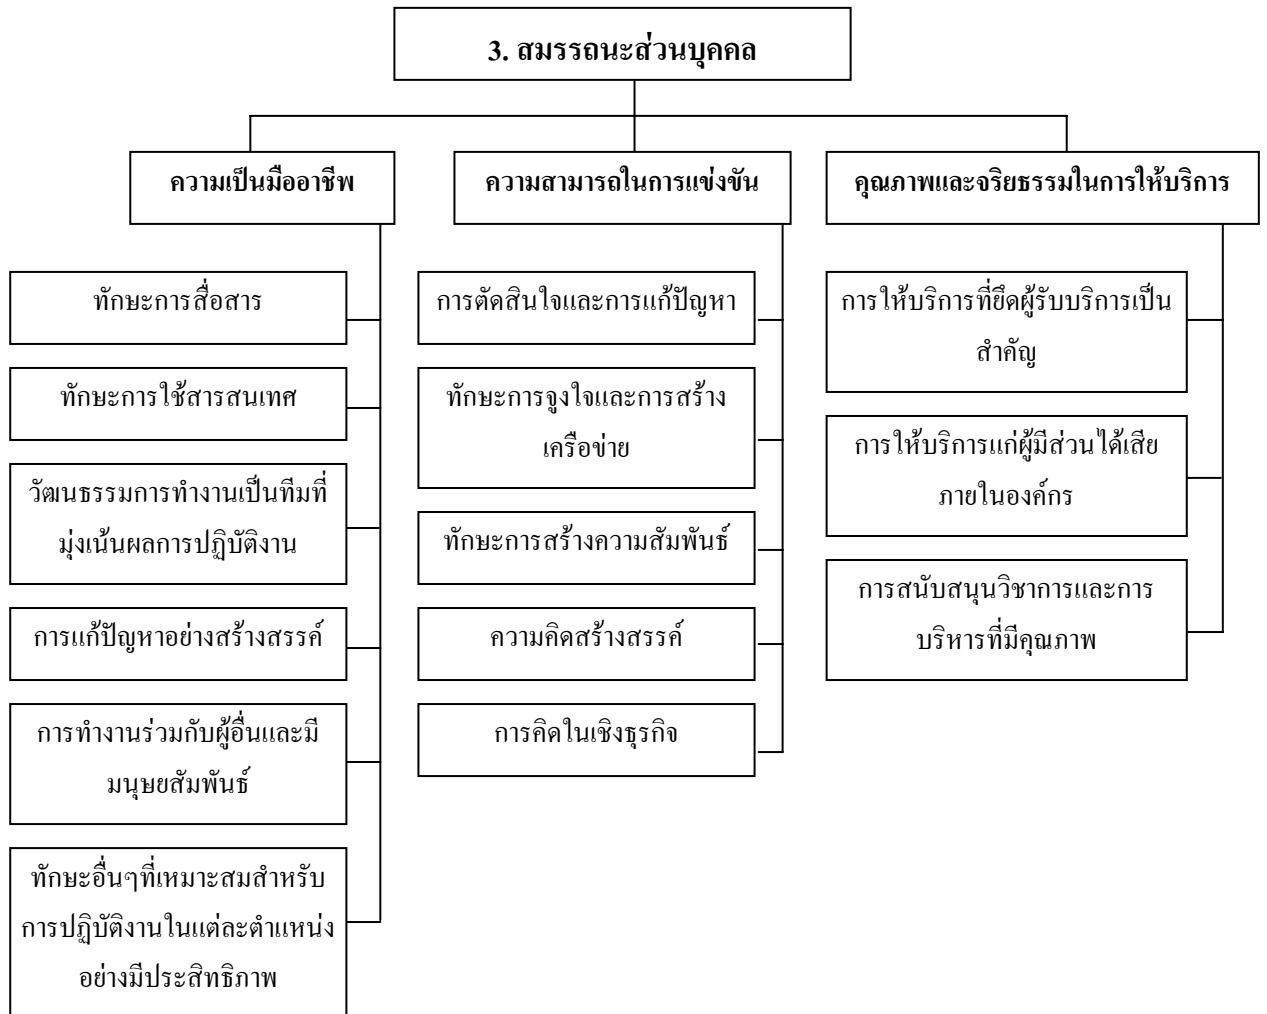 3. สมรรถนะส่วนบุคคล
ความเป็นมืออาชีพ
ทักษะการสื่อสาร
ทักษะการใช้สารสนเทศ
วัฒนธรรมการทำงานเป็นทีมที่
มุ่งเน้นผลการปฏิบัติงาน
การแก้ปัญหาอย่างสร้างสรรค์
การทำงานร่วมกับผู้อื่นและมี
มนุษยสัมพันธ์
ทักษะอื่นๆที่เหมาะสมสำหรับ
การปฏิบัติงานในแต่ละตำแหน่ง
อย่างมีประสิทธิภาพ
ความสามารถในการแข่งขัน
การตัดสินใจและการแก้ปัญหา
ทักษะการจูงใจและการสร้าง
เครือข่าย
ทักษะการสร้างความสัมพันธ์
ความคิดสร้างสรรค์
การคิดในเชิงธุรกิจ
คุณภาพและจริยธรรมในการให้บริการ
การให้บริการที่ยึดผู้รับบริการเป็น
สำคัญ
การให้บริการแก่ผู้มีส่วนได้เสีย
ภายในองค์กร
การสนับสนุนวิชาการและการ
บริหารที่มีคุณภาพ